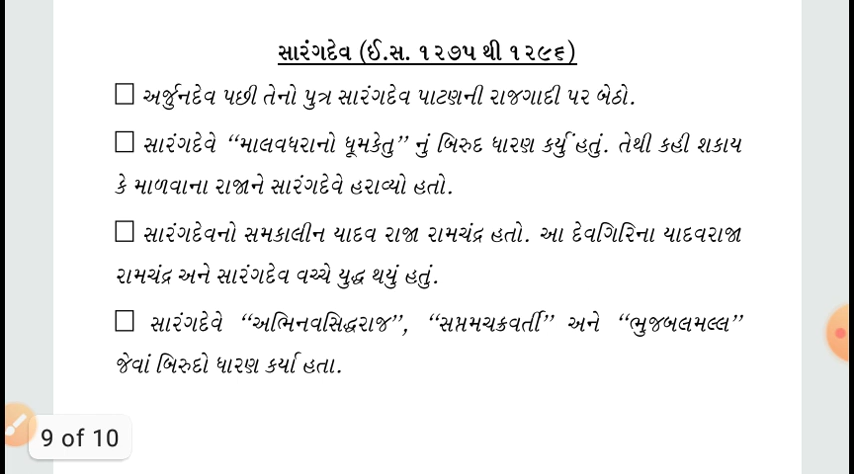 સારંગદેવ (ઈ.સ. ૧૨૭૫ થી ૧૨૯૬)
□ અર્જુનદેવ પછી તેનો પુત્ર સારંગદેવ પાટણની રાજગાદી પર બેઠો.
□ સારંગદેવે “માલવધરાનો ધૂમકેતુ” નું બિરુદ ધારણ કર્યું હતું. તેથી કહી શકાય
કે માળવાના રાજાને સારંગદેવે હરાવ્યો હતો.
□ સારંગદેવનો સમકાલીન યાદવ રાજા રામચંદ્ર હતો. આ દેવગિરિના યાદવરાજા
રામચંદ્ર અને સારંગદેવ વચ્ચે યુદ્ધ થયું હતું.
□ સારંગદેવે “અભિનવસિદ્ધરાજ”, “સપ્તમચક્રવર્તી” અને “ભુજબલમલ્લ”
જેવાં બિરુદો ધારણ કર્યા હતા.
9 of 10